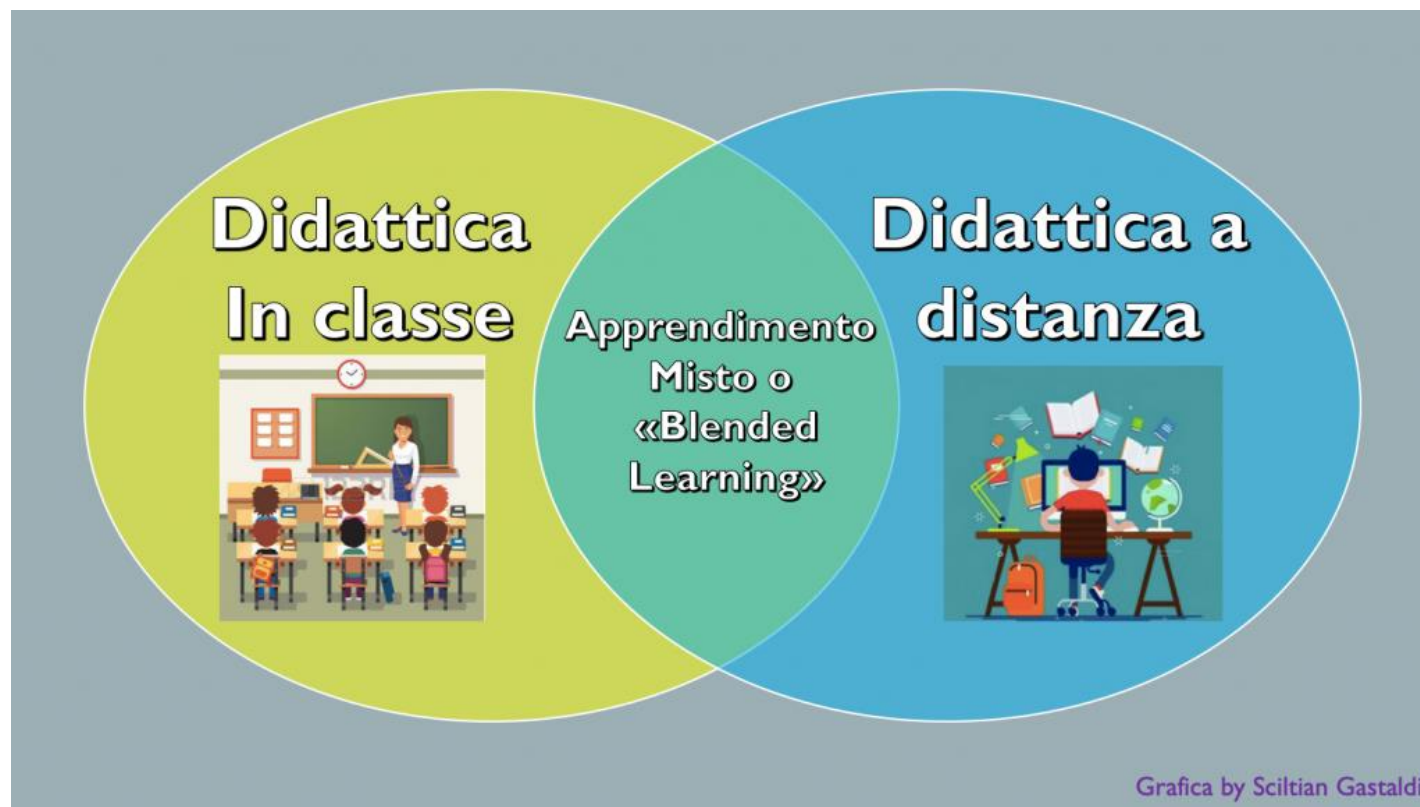 Didattica
In classe
Apprendimento
Misto o
«Blended
Learning»
Didattica a
distanza
Grafica by Sciltian Gastaldi